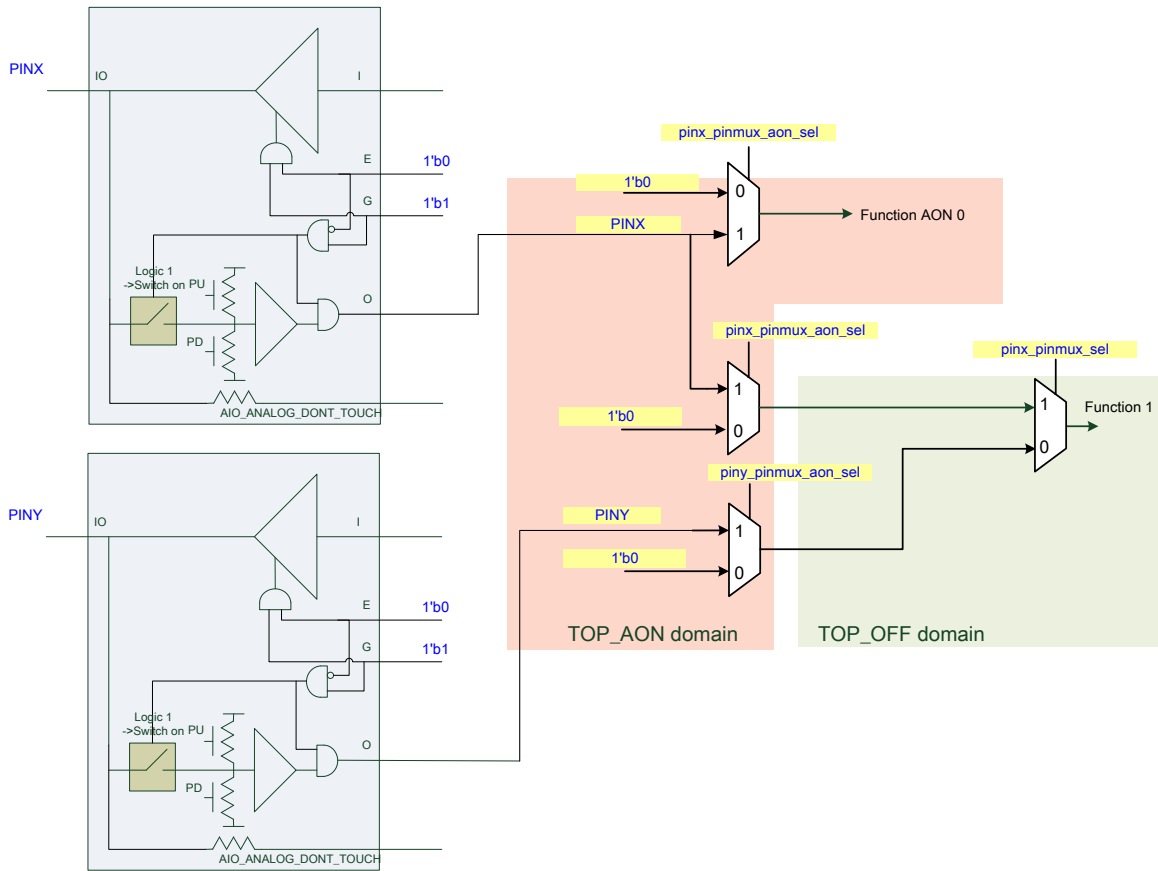 PINX
IO
I
E
1'b0
G
1'b1
Logic 1
->Switch on
PU
PD
O
AIO_ANALOG_DONT_TOUCH
pinx_pinmux_aon_sel
1'b0
0
PINX
1
Function AON 0
pinx_pinmux_aon_sel
1
1'b0
0
pinx_pinmux_sel
1
Function 1
0
piny_pinmux_aon_sel
PINY
1
1'b0
0
TOP_AON domain
TOP_OFF domain
PINY
IO
I
E
1'b0
G
1'b1
Logic 1
->Switch on
PU
PD
O
AIO_ANALOG_DONT_TOUCH